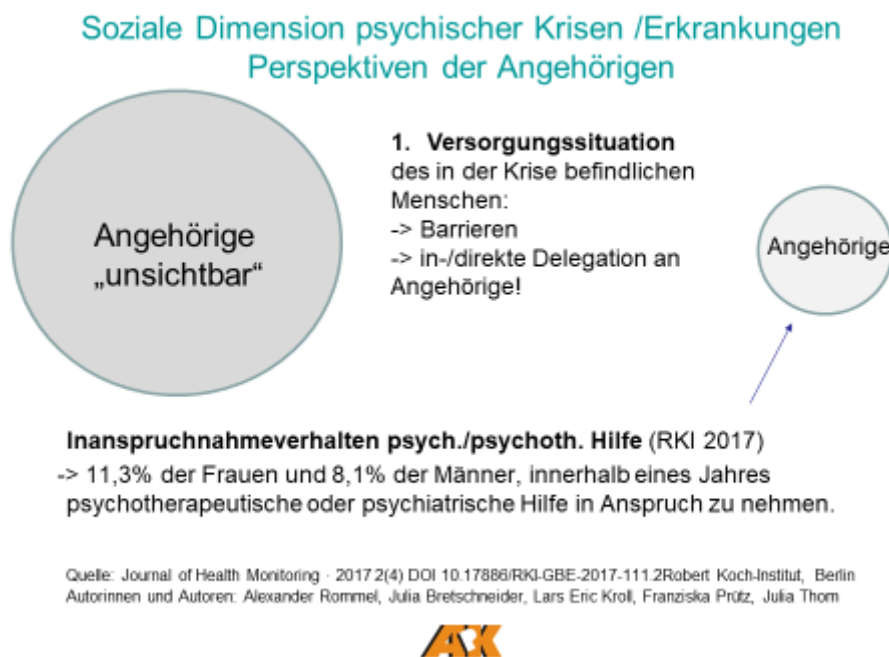 Soziale Dimension psychischer Krisen /Erkrankungen
Perspektiven der Angehörigen
Angehörige
„unsichtbar“
1. Versorgungssituation
des in der Krise befindlichen
Menschen:
-> Barrieren
-> in-/direkte Delegation an
Angehörige!
Angehörige
Inanspruchnahmeverhalten psych./psychoth. Hilfe (RKI 2017)
-> 11,3% der Frauen und 8,1% der Männer, innerhalb eines Jahres
psychotherapeutische oder psychiatrische Hilfe in Anspruch zu nehmen.
Quelle: Journal of Health Monitoring · 2017 2(4) DOI 10.17886/RKI-GBE-2017-111.2Robert Koch-Institut, Berlin
Autorinnen und Autoren: Alexander Rommel, Julia Bretschneider, Lars Eric Kroll, Franziska Prütz, Julia Thom